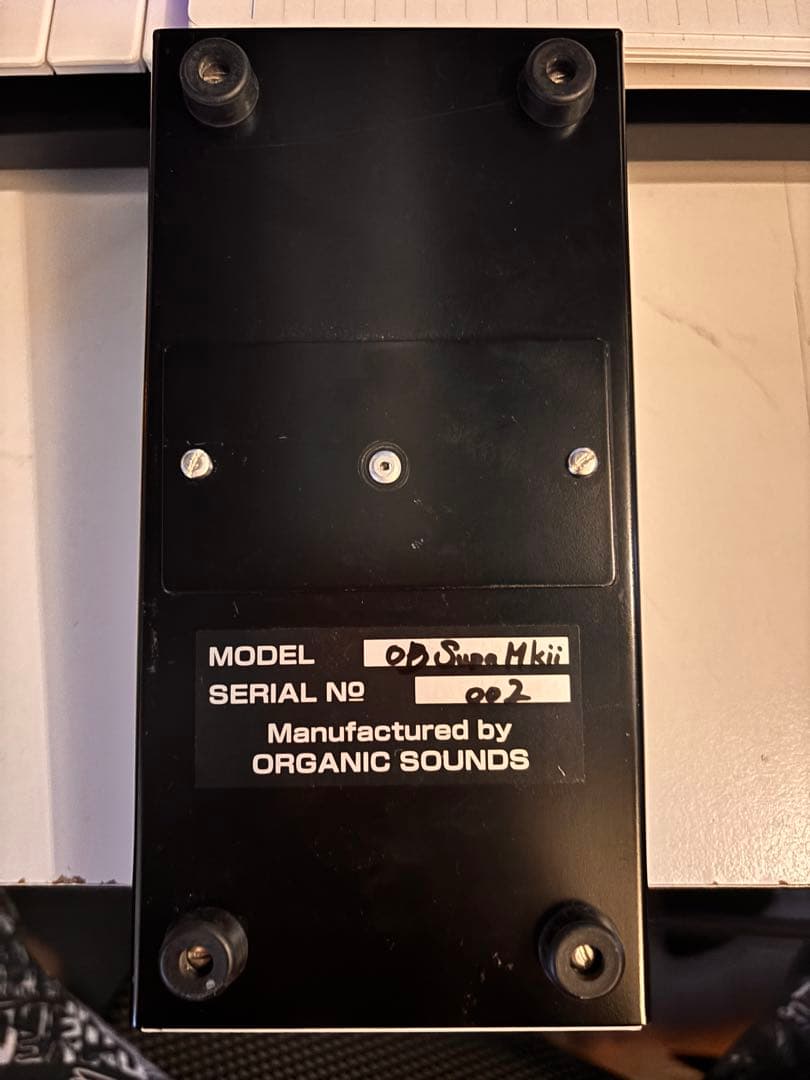 MODEL OD Supa Mkii
SERIAL Nº 002
Manufactured by
ORGANIC SOUNDS